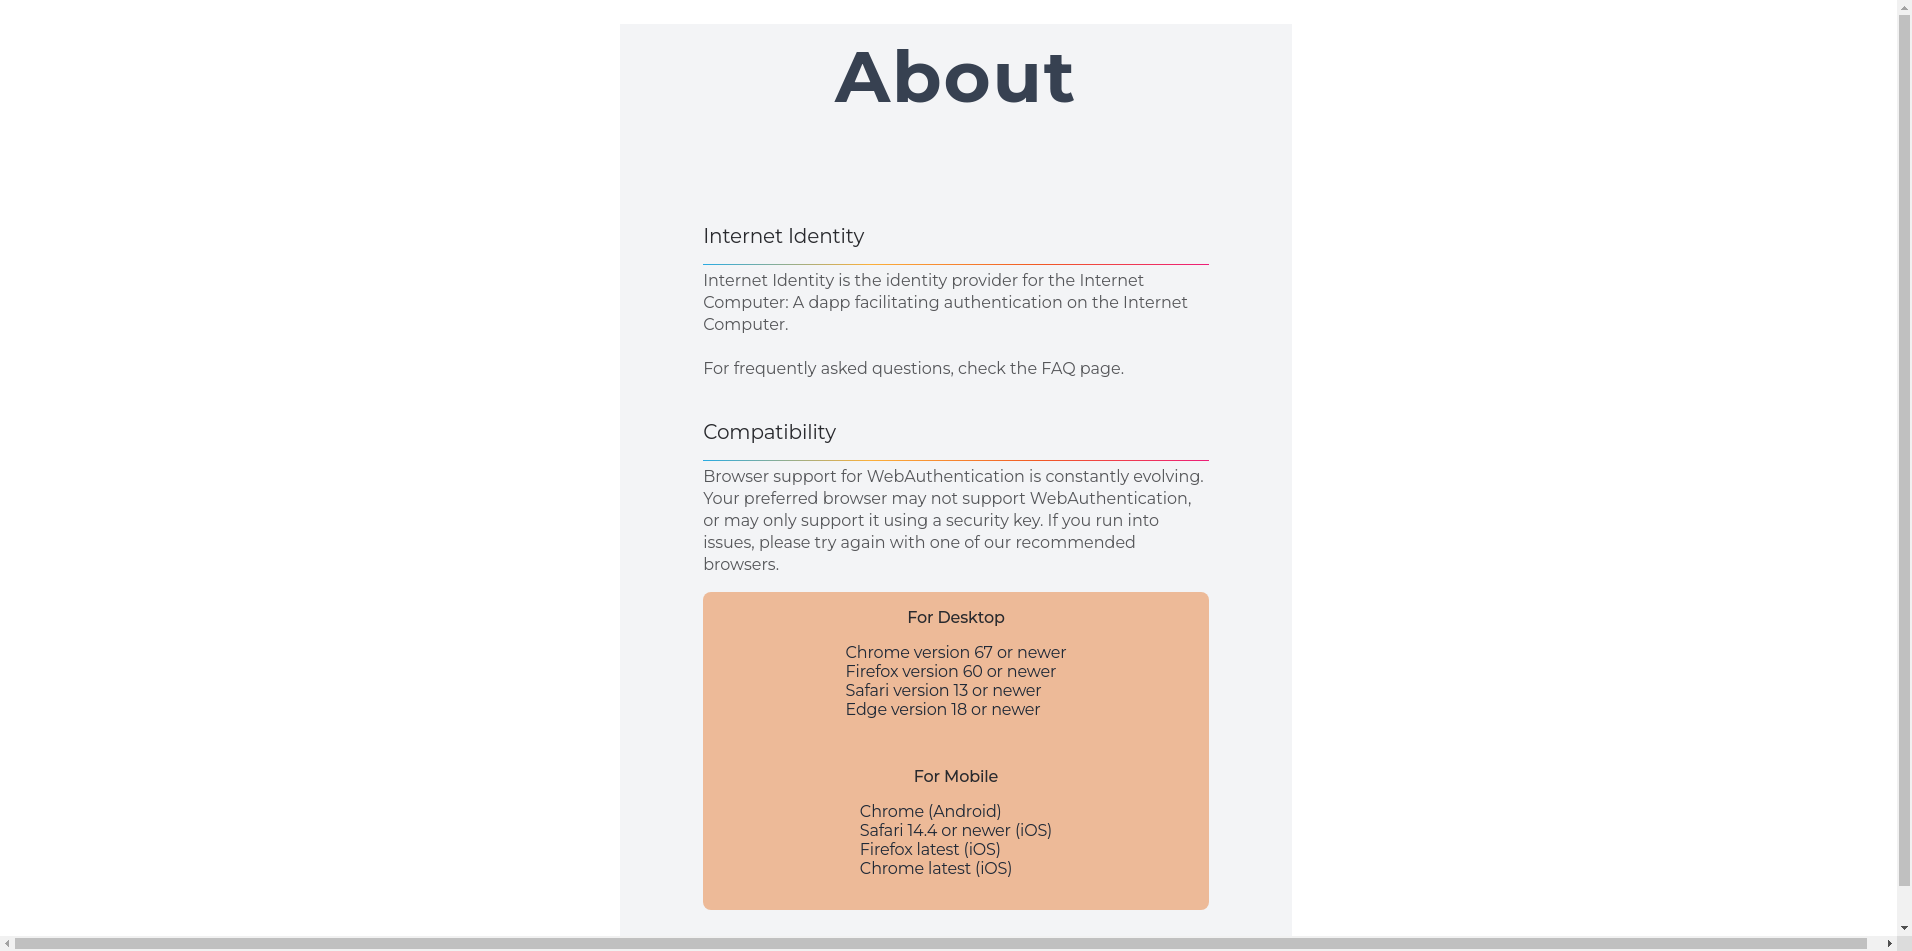 About
Internet Identity
Internet Identity is the identity provider for the Internet
Computer: A dapp facilitating authentication on the Internet
Computer.
For frequently asked questions, check the FAQ page.
Compatibility
Browser support for WebAuthentication is constantly evolving.
Your preferred browser may not support WebAuthentication,
or may only support it using a security key. If you run into
issues, please try again with one of our recommended
browsers.
For Desktop
Chrome version 67 or newer
Firefox version 60 or newer
Safari version 13 or newer
Edge version 18 or newer
For Mobile
Chrome (Android)
Safari 14.4 or newer (iOS)
Firefox latest (iOS)
Chrome latest (iOS)